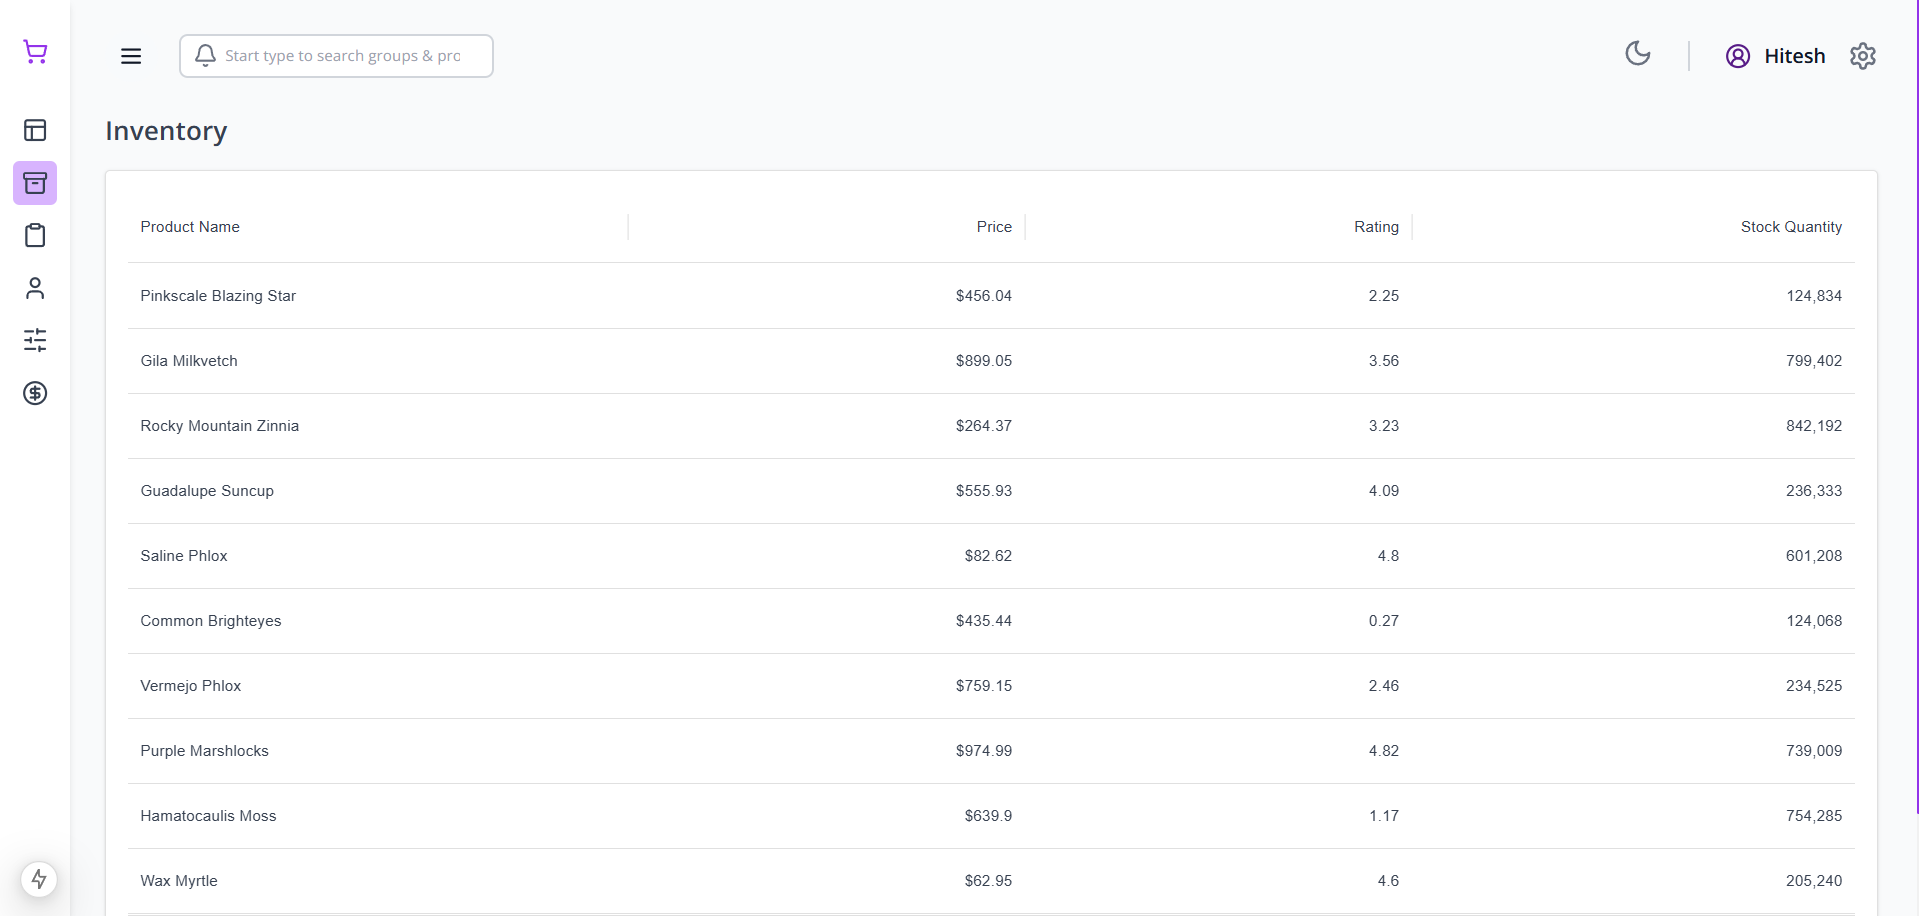 Start type to search groups & pro
Hitesh
Inventory
Product Name Price Rating Stock Quantity
Pinkscale Blazing Star $456.04 2.25 124,834
Gila Milkvetch $899.05 3.56 799,402
Rocky Mountain Zinnia $264.37 3.23 842,192
Guadalupe Suncup $555.93 4.09 236,333
Saline Phlox $82.62 4.8 601,208
Common Brighteyes $435.44 0.27 124,068
Vermejo Phlox $759.15 2.46 234,525
Purple Marshlocks $974.99 4.82 739,009
Hamatocaulis Moss $639.9 1.17 754,285
Wax Myrtle $62.95 4.6 205,240